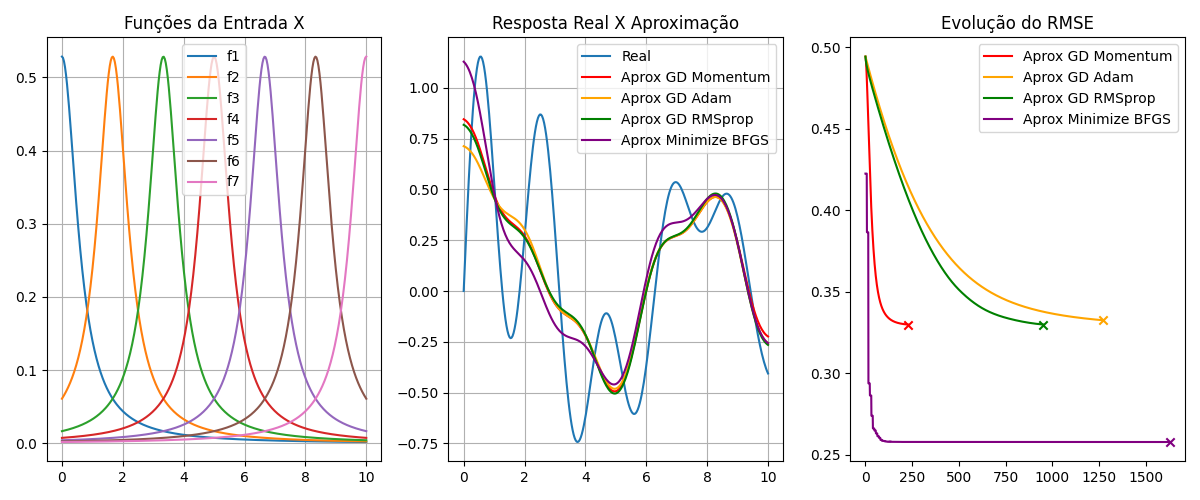 Funções da Entrada X
f1
f2
f3
f4
f5
f6
f7
0.5
0.4
0.3
0.2
0.1
0.0
0 2 4 6 8 10
Resposta Real X Aproximação
Real
Aprox GD Momentum
Aprox GD Adam
Aprox GD RMSprop
Aprox Minimize BFGS
1.00
0.75
0.50
0.25
0.00
−0.25
−0.50
−0.75
0 2 4 6 8 10
Evolução do RMSE
Aprox GD Momentum
Aprox GD Adam
Aprox GD RMSprop
Aprox Minimize BFGS
0.50
0.45
0.40
0.35
0.30
0.25
0 250 500 750 1000 1250 1500